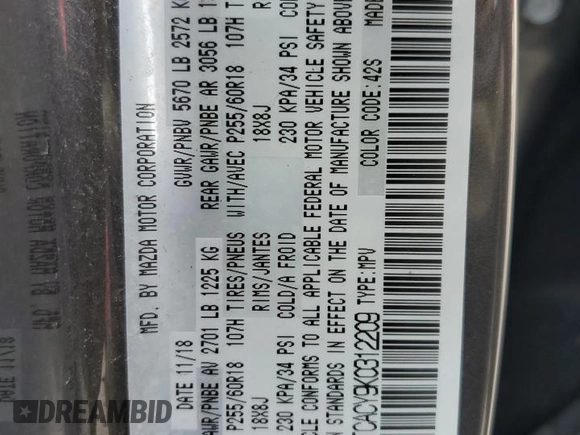 MFD. BY MAZDA MOTOR CORPORATION
11/18 GVWR/PNBV 5670 LB 2572
GAWR/PNBE AV 2701 LB 1225 KG REAR GAWR/PNBE AR 3056 LB
P255/60R18 107H TIRES/PNEUS WITH/AVEC P255/60R18 107H
18X8J RIMS/JANTES 18X8J
230 KPA/34 PSI COLD/A FROID 230 KPA/34 PSI
CONFORMS TO ALL APPLICABLE FEDERAL MOTOR VEHICLE SAFETY
IN EFFECT ON THE DATE OF MANUFACTURE SHOWN ABOVE
TYPE: MPV COLOR CODE: 42S MADE
AUTOBIDMASTER